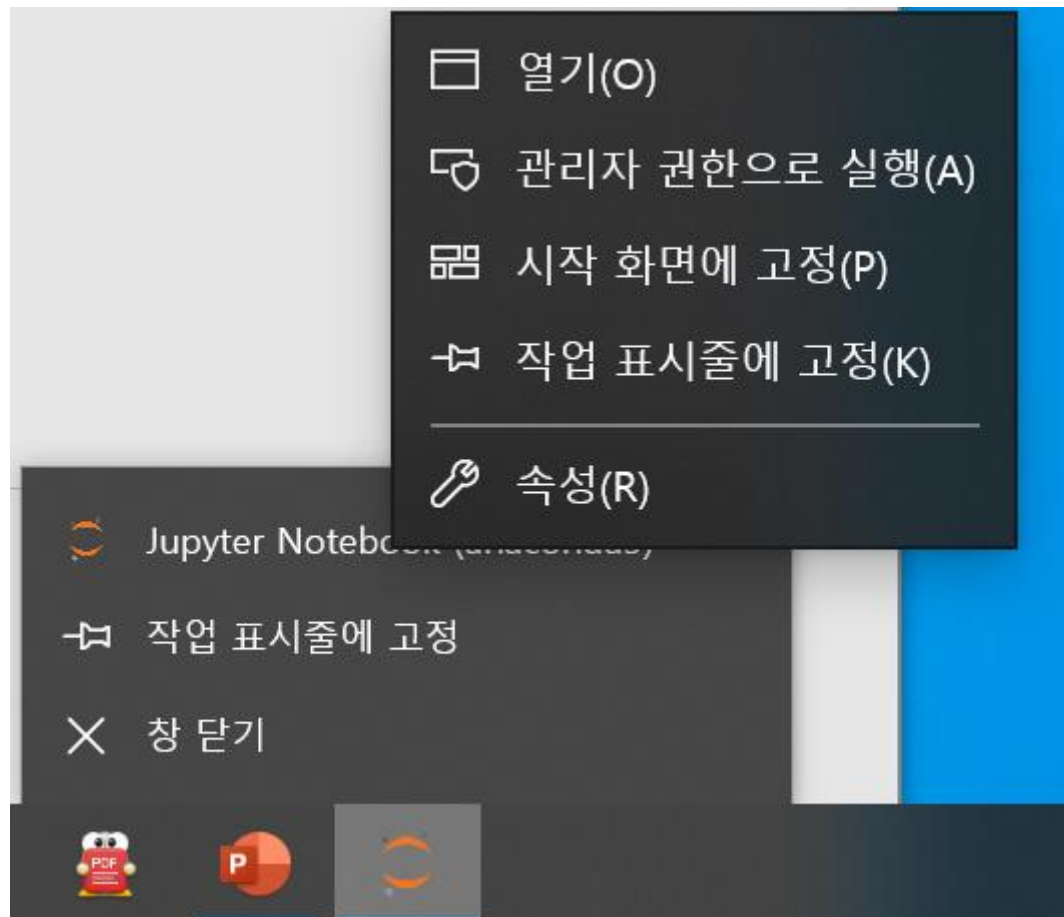 열기(O)
관리자 권한으로 실행(A)
시작 화면에 고정(P)
작업 표시줄에 고정(K)
속성(R)
Jupyter Notebook (anaconda3)
작업 표시줄에 고정
창 닫기
PDF
P